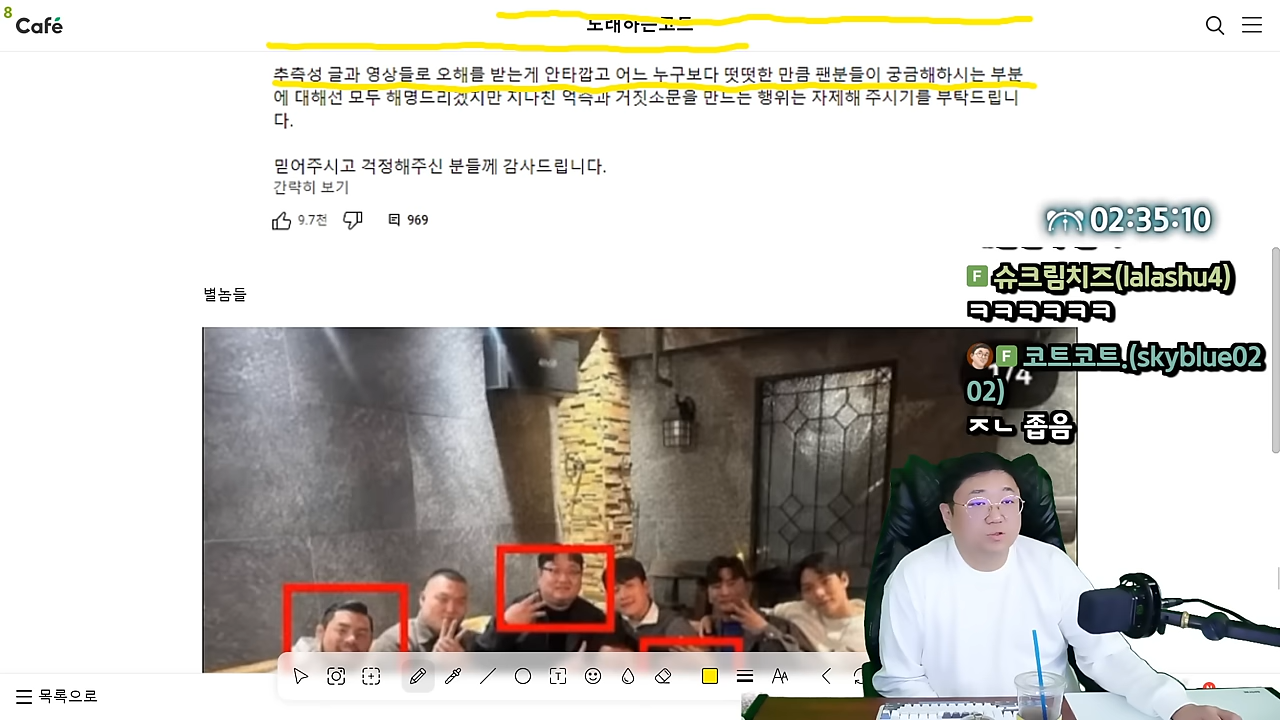 8
Café
노래하는코트
추측성 글과 영상들로 오해를 받는게 안타깝고 어느 누구보다 떳떳한 만큼 팬분들이 궁금해하시는 부분
에 대해선 모두 해명드리겠지만 지나친 억측과 거짓소문을 만드는 행위는 자제해 주시기를 부탁드립니
다.
믿어주시고 걱정해주신 분들께 감사드립니다.
간략히 보기
9.7천 969
02:35:10
별놈들
F 슈크림치즈(lalashu4)
ㅋㅋㅋㅋㅋㅋ
F 코트코트.(skyblue02
02)
1/4
ㅈㄴ 좁음
T
AA
목록으로